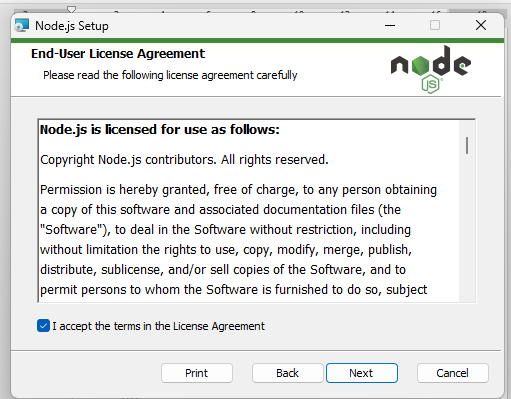 Node.js Setup
End-User License Agreement
Please read the following license agreement carefully
node
JS
Node.js is licensed for use as follows:
Copyright Node.js contributors. All rights reserved.
Permission is hereby granted, free of charge, to any person obtaining
a copy of this software and associated documentation files (the
"Software"), to deal in the Software without restriction, including
without limitation the rights to use, copy, modify, merge, publish,
distribute, sublicense, and/or sell copies of the Software, and to
permit persons to whom the Software is furnished to do so, subject
I accept the terms in the License Agreement
Print
Back
Next
Cancel